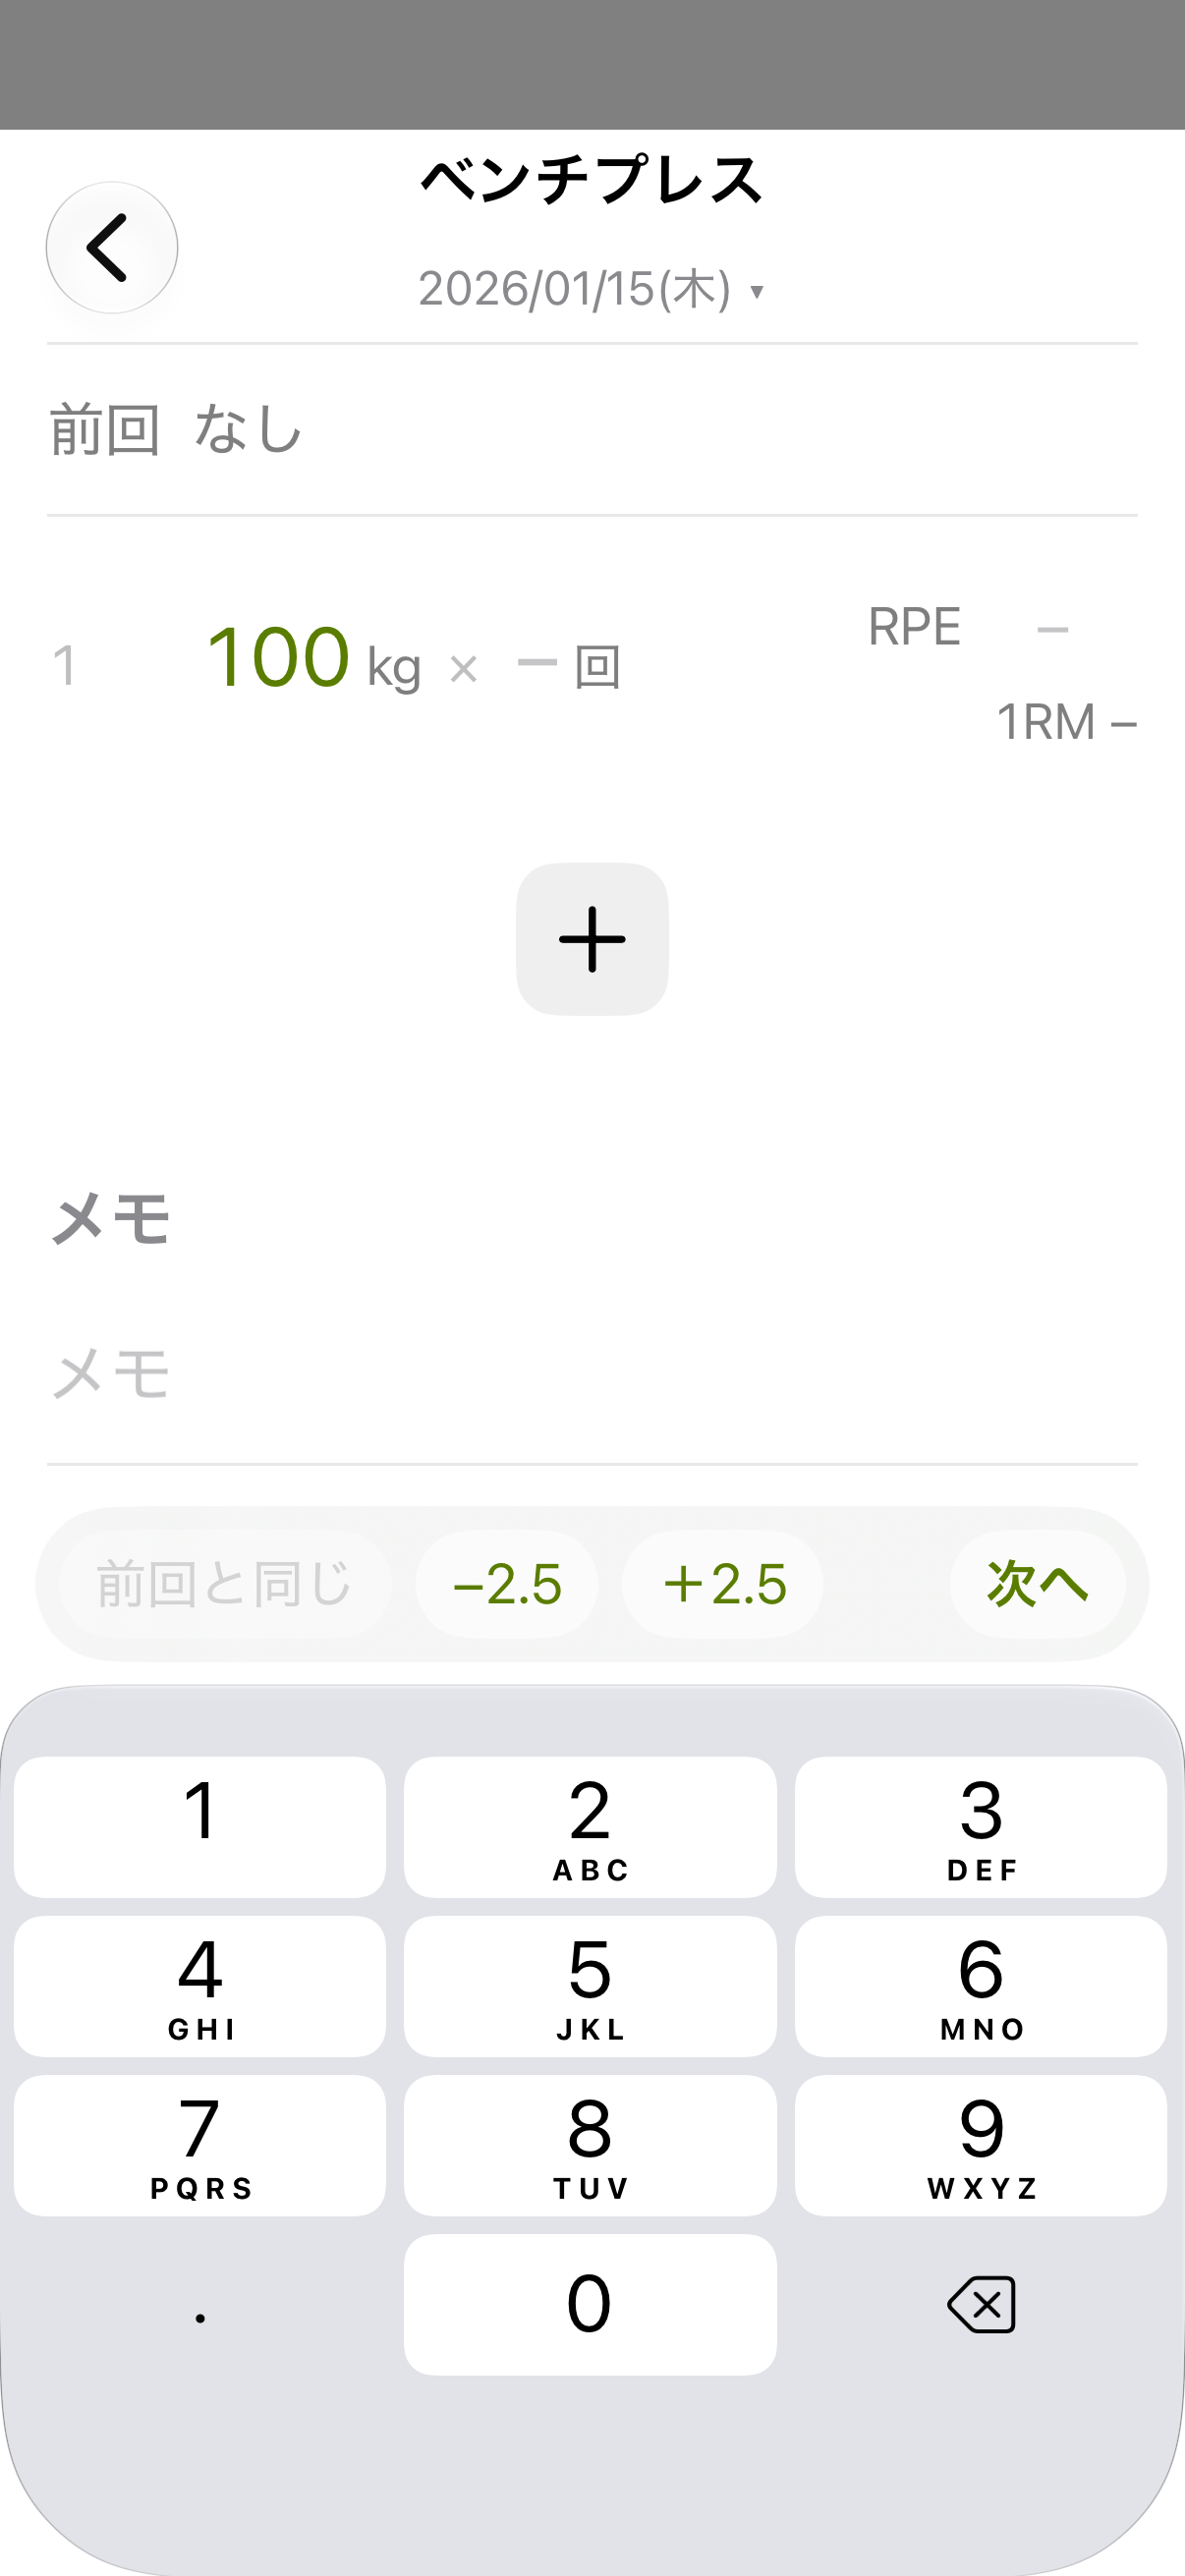 ベンチプレス
2026/01/15(木) ▾
前回 なし
1 100 kg × – 回
RPE –
1RM –
メモ
メモ
前回と同じ –2.5 +2.5 次へ
1 2 3
ABC DEF
4 5 6
GHI JKL MNO
7 8 9
PQRS TUV WXYZ
. 0